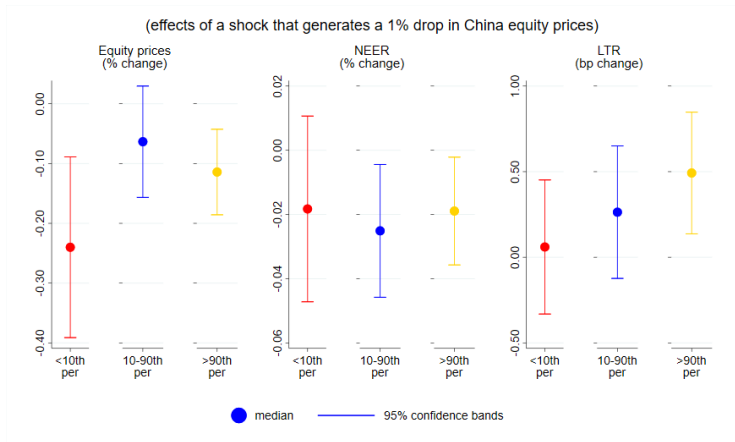 (effects of a shock that generates a 1% drop in China equity prices)
Equity prices
(% change)
0.00
-0.10
-0.20
-0.30
-0.40
<10th
per
10-90th
per
>90th
per
NEER
(% change)
0.02
0.00
-0.02
-0.04
-0.06
<10th
per
10-90th
per
>90th
per
LTR
(bp change)
1.00
0.50
0.00
-0.50
<10th
per
10-90th
per
>90th
per
median
95% confidence bands